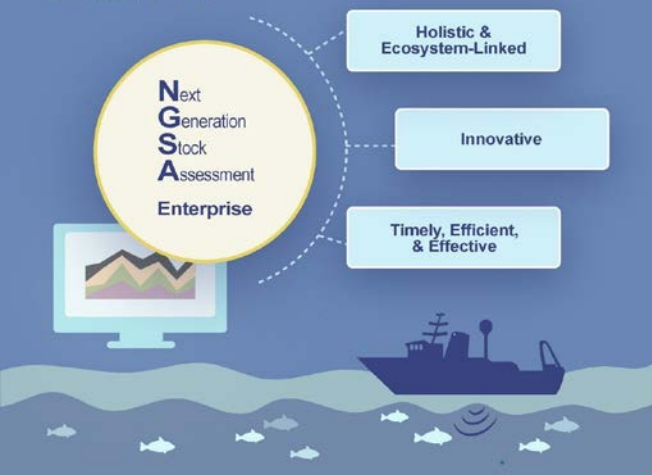 Next
Generation
Stock
Assessment
Enterprise
Holistic &
Ecosystem-Linked
Innovative
Timely, Efficient,
& Effective